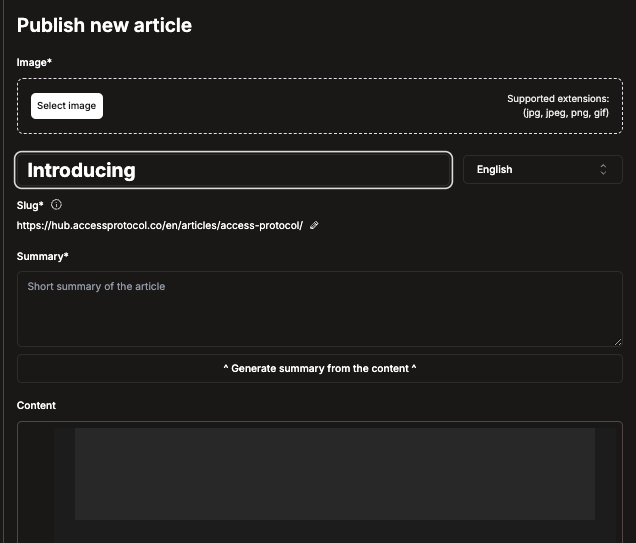 Publish new article
Image*
Select image
Supported extensions:
(jpg, jpeg, png, gif)
Introducing
English
Slug*
https://hub.accessprotocol.co/en/articles/access-protocol/
Summary*
Short summary of the article
^ Generate summary from the content ^
Content